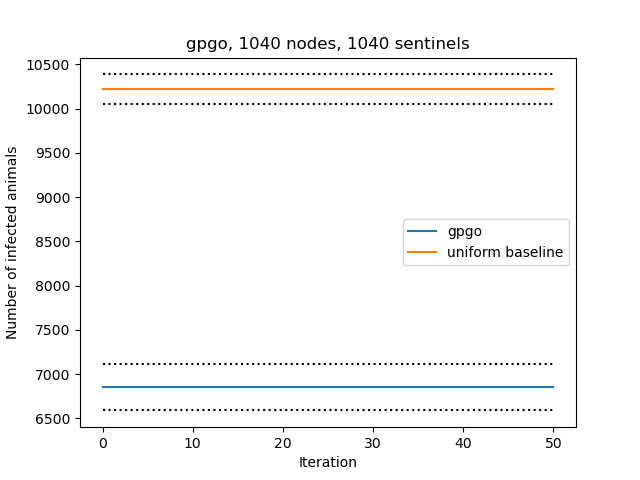 gpgo, 1040 nodes, 1040 sentinels
10500
10000
9500
9000
8500
8000
7500
7000
6500
Number of infected animals
gpgo
uniform baseline
0 10 20 30 40 50
Iteration